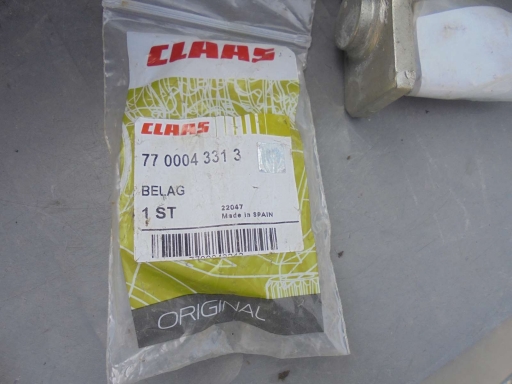 CLAAS
CLAAS
77 0004 331 3
BELAG
1 ST
22047
Made in SPAIN
ORIGINAL